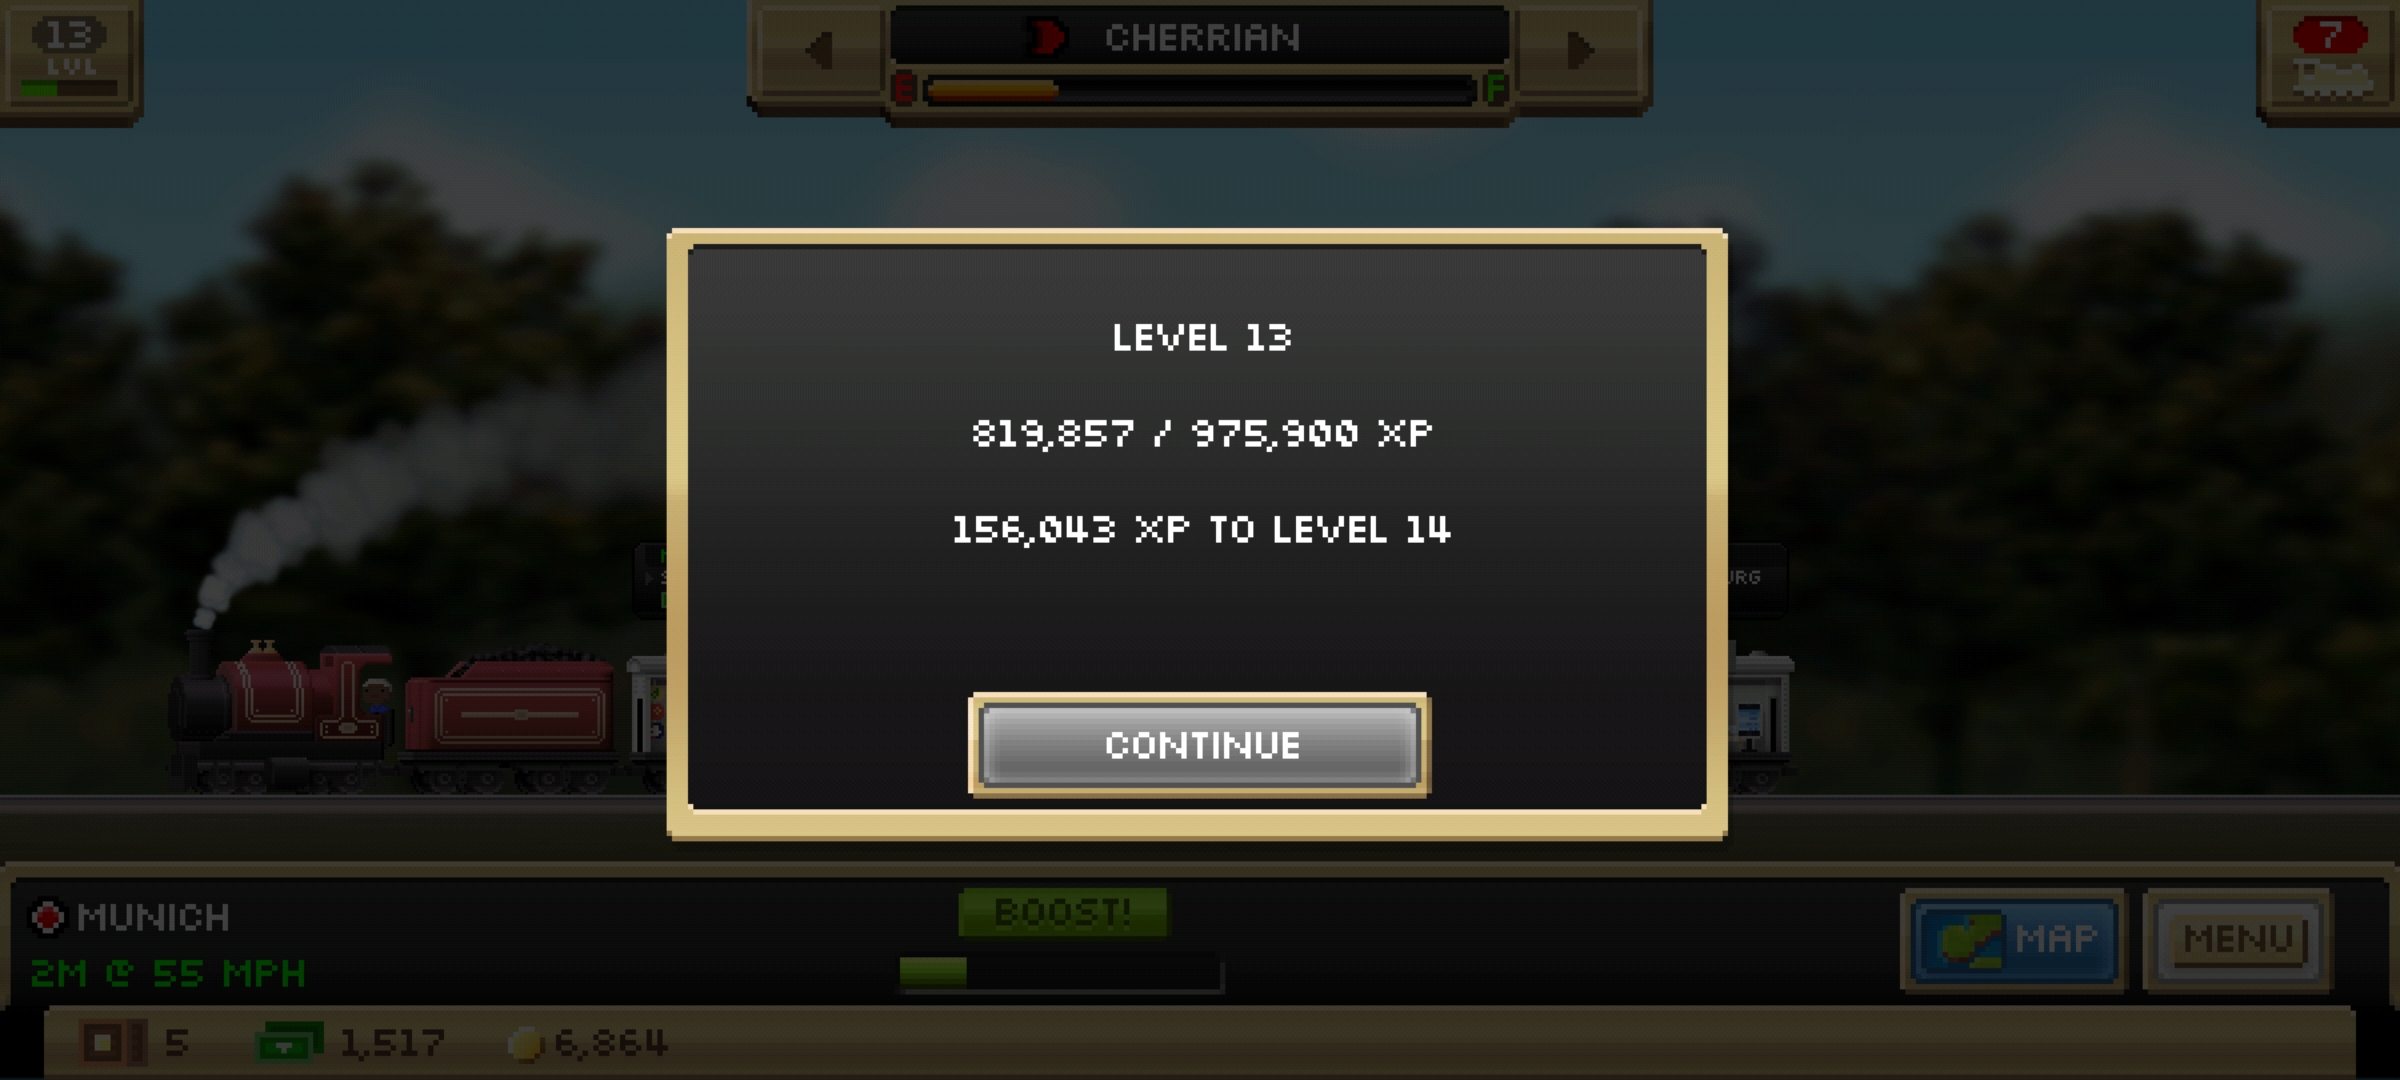 13
LVL
CHERRIAN
E F
7
LEVEL 13
819,857 / 975,900 XP
156,043 XP TO LEVEL 14
CONTINUE
MUNICH
2M @ 55 MPH
BOOST!
MAP
MENU
5 1,517 6,864